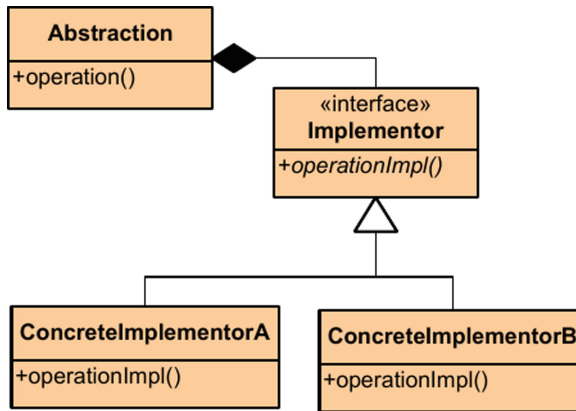 Abstraction
+operation()
«interface»
Implementor
+operationImpl()
ConcreteImplementorA
+operationImpl()
ConcreteImplementorB
+operationImpl()